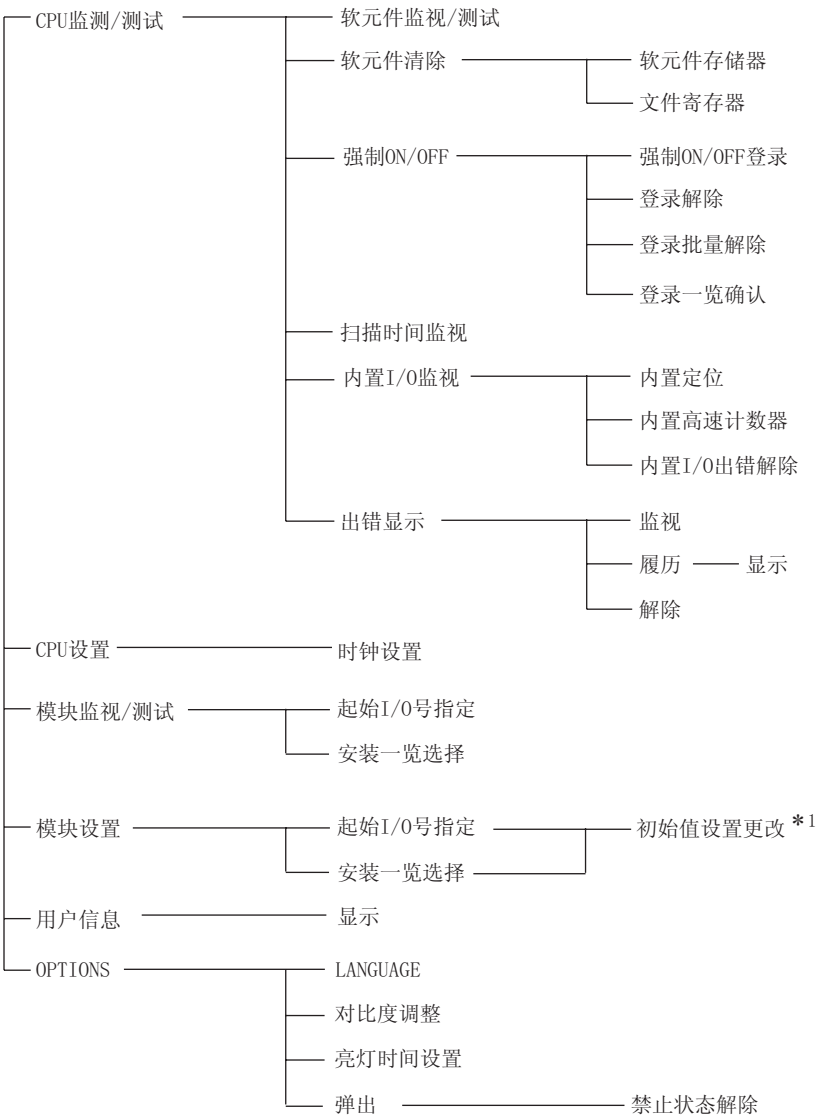 CPU监测/测试
软元件监视/测试
软元件清除
软元件存储器
文件寄存器
强制ON/OFF
强制ON/OFF登录
登录解除
登录批量解除
登录一览确认
扫描时间监视
内置I/O监视
内置定位
内置高速计数器
内置I/O出错解除
出错显示
监视
履历
显示
解除
CPU设置
时钟设置
模块监视/测试
起始I/O号指定
安装一览选择
模块设置
起始I/O号指定
初始值设置更改*1
安装一览选择
用户信息
显示
OPTIONS
LANGUAGE
对比度调整
亮灯时间设置
弹出
禁止状态解除